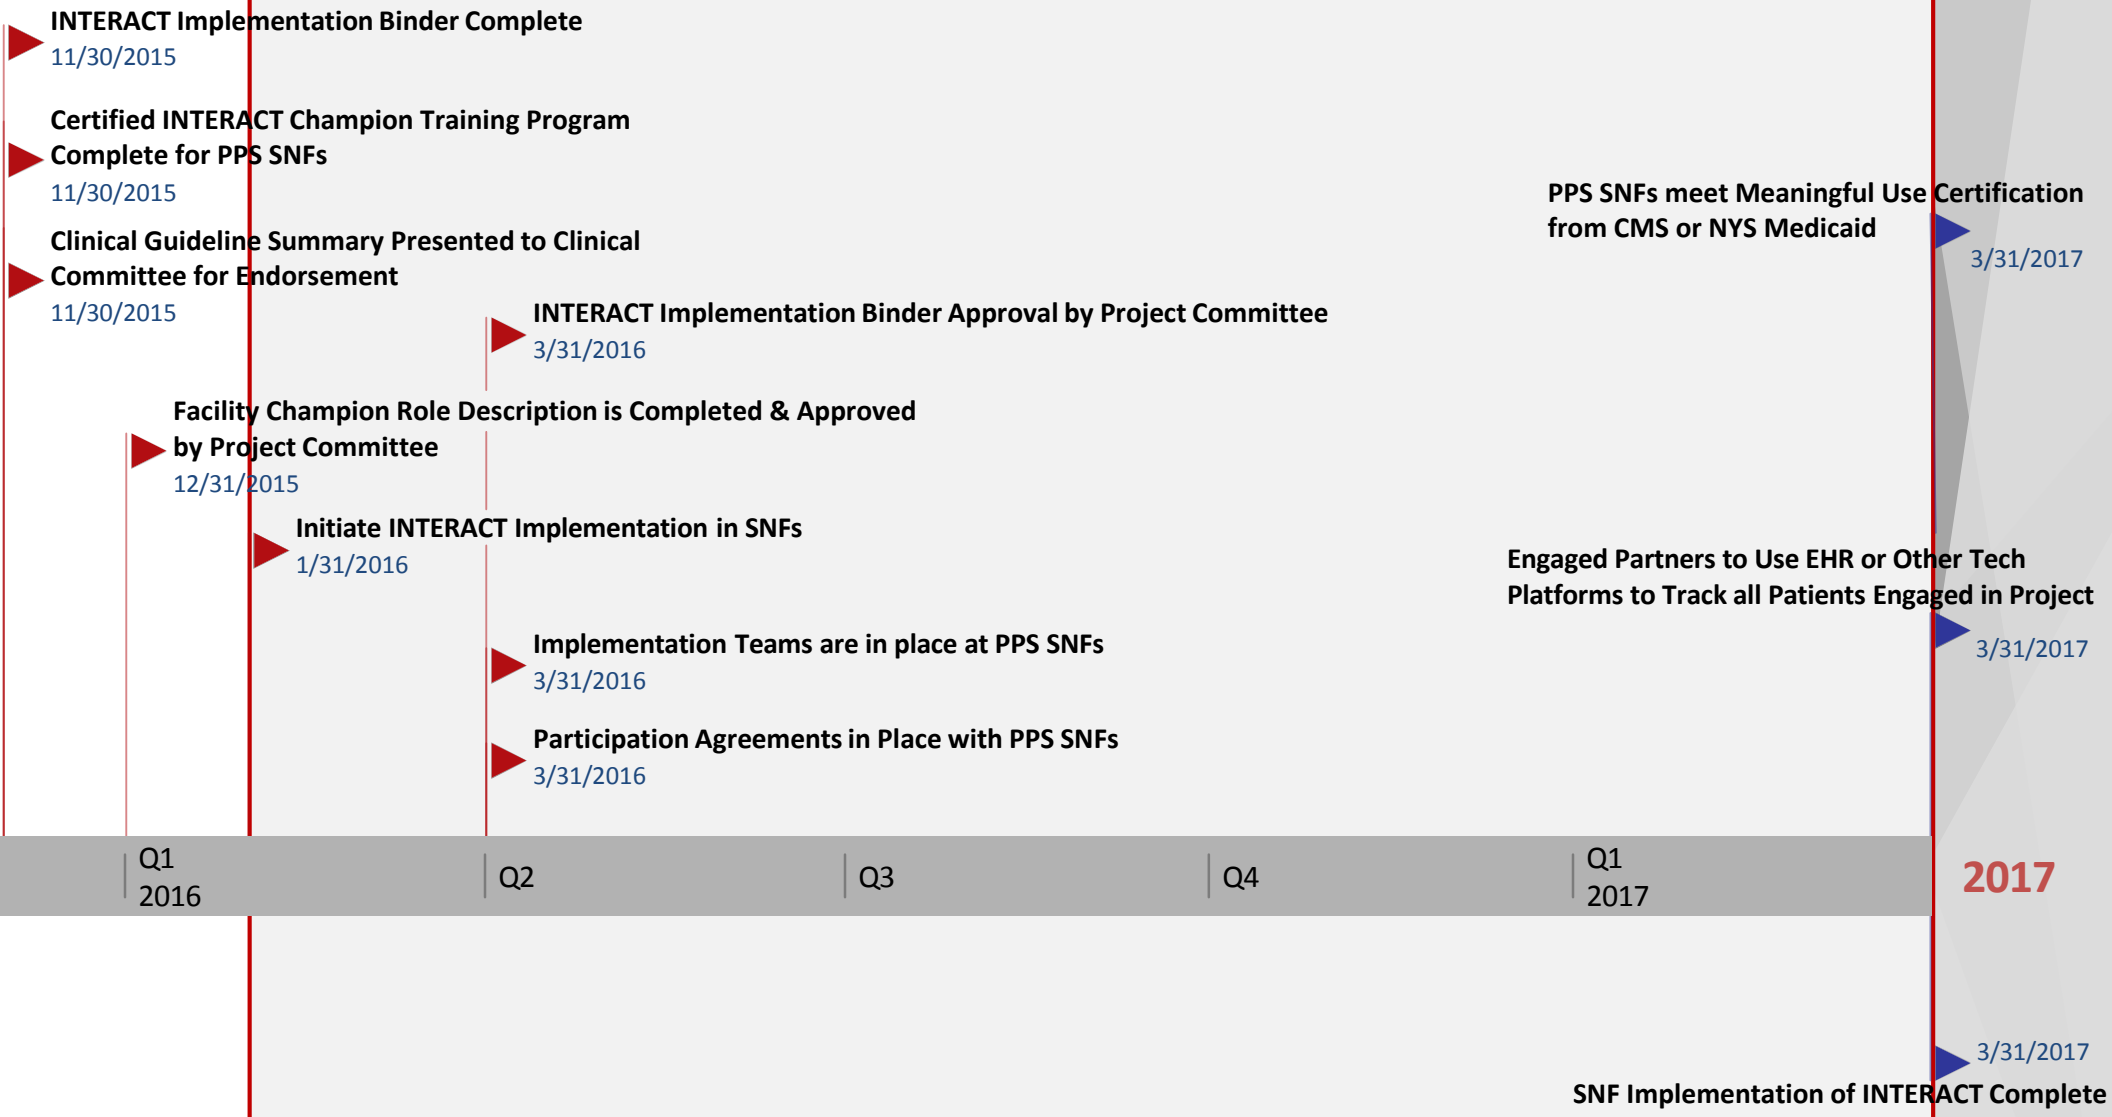 INTERACT Implementation Binder Complete
11/30/2015
Certified INTERACT Champion Training Program
Complete for PPS SNFs
11/30/2015
Clinical Guideline Summary Presented to Clinical
Committee for Endorsement
11/30/2015
PPS SNFs meet Meaningful Use Certification
from CMS or NYS Medicaid
3/31/2017
INTERACT Implementation Binder Approval by Project Committee
3/31/2016
Facility Champion Role Description is Completed & Approved
by Project Committee
12/31/2015
Initiate INTERACT Implementation in SNFs
1/31/2016
Engaged Partners to Use EHR or Other Tech
Platforms to Track all Patients Engaged in Project
3/31/2017
Implementation Teams are in place at PPS SNFs
3/31/2016
Participation Agreements in Place with PPS SNFs
3/31/2016
Q1
2016
Q2
Q3
Q4
Q1
2017
2017
3/31/2017
SNF Implementation of INTERACT Complete